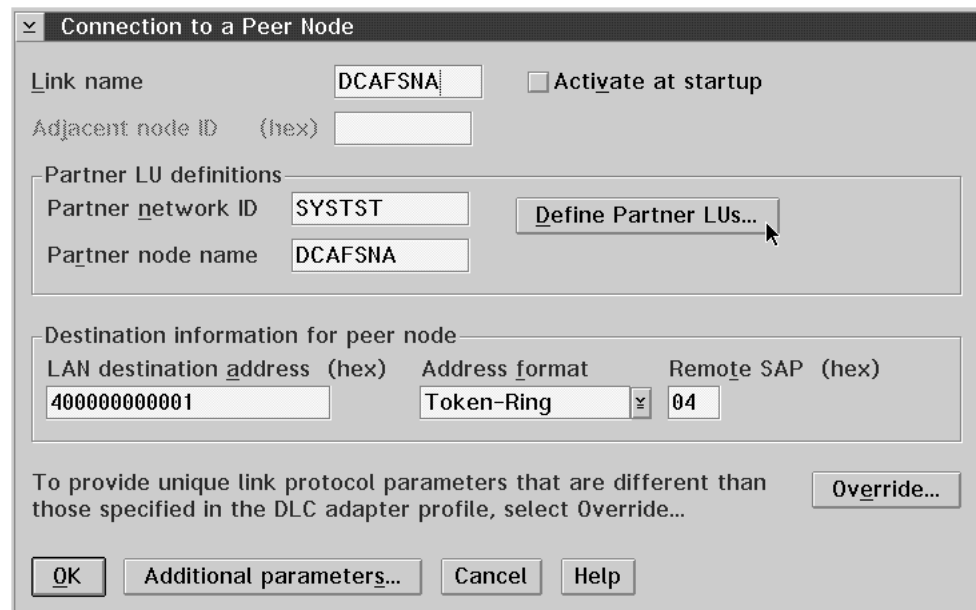 Connection to a Peer Node
Link name DCAFSNA Activate at startup
Adjacent node ID (hex)
Partner LU definitions
Partner network ID SYSTST Define Partner LUs...
Partner node name DCAFSNA
Destination information for peer node
LAN destination address (hex) Address format Remote SAP (hex)
400000000001 Token-Ring 04
To provide unique link protocol parameters that are different than
those specified in the DLC adapter profile, select Override... Override...
OK Additional parameters... Cancel Help